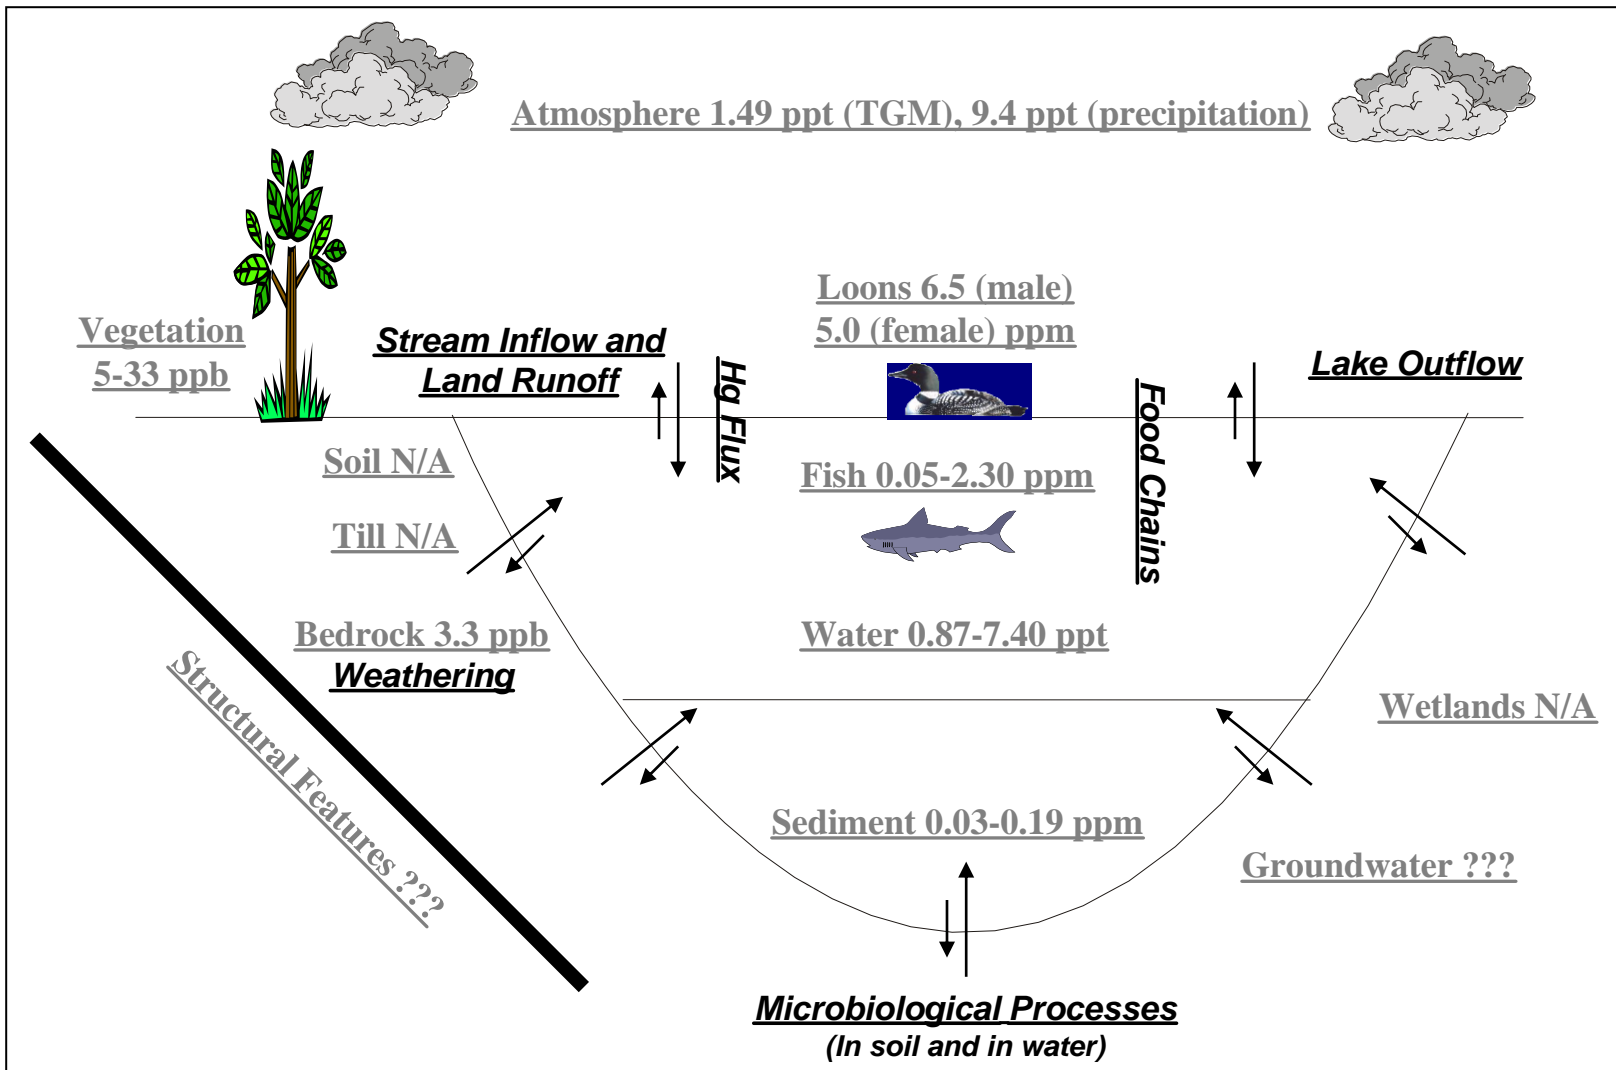 Atmosphere 1.49 ppt (TGM), 9.4 ppt (precipitation)
Loons 6.5 (male)
5.0 (female) ppm
Vegetation
5-33 ppb
Stream Inflow and
Land Runoff
Hg Flux
Food Chains
Lake Outflow
Soil N/A
Fish 0.05-2.30 ppm
Till N/A
Bedrock 3.3 ppb
Weathering
Water 0.87-7.40 ppt
Structural Features ???
Wetlands N/A
Sediment 0.03-0.19 ppm
Groundwater ???
Microbiological Processes
(In soil and in water)